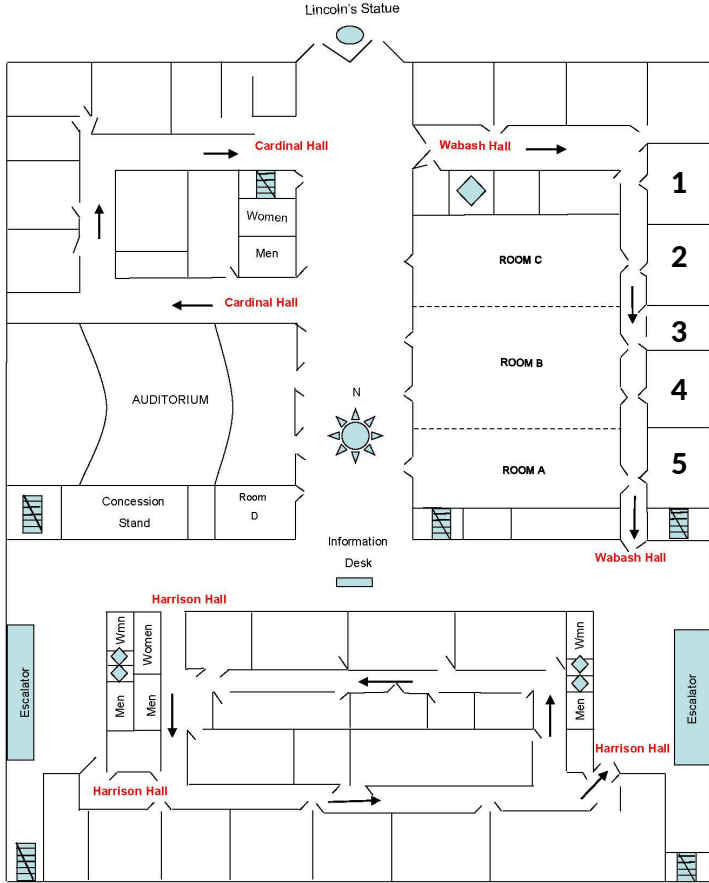 Lincoln's Statue
Cardinal Hall
Wabash Hall
1
Women
Men
2
ROOM C
Cardinal Hall
3
ROOM B
4
N
AUDITORIUM
5
ROOM A
Concession
Stand
Room
D
Information
Desk
Wabash Hall
Harrison Hall
Wmn
Women
Wmn
Men
Men
Men
Escalator
Escalator
Harrison Hall
Harrison Hall